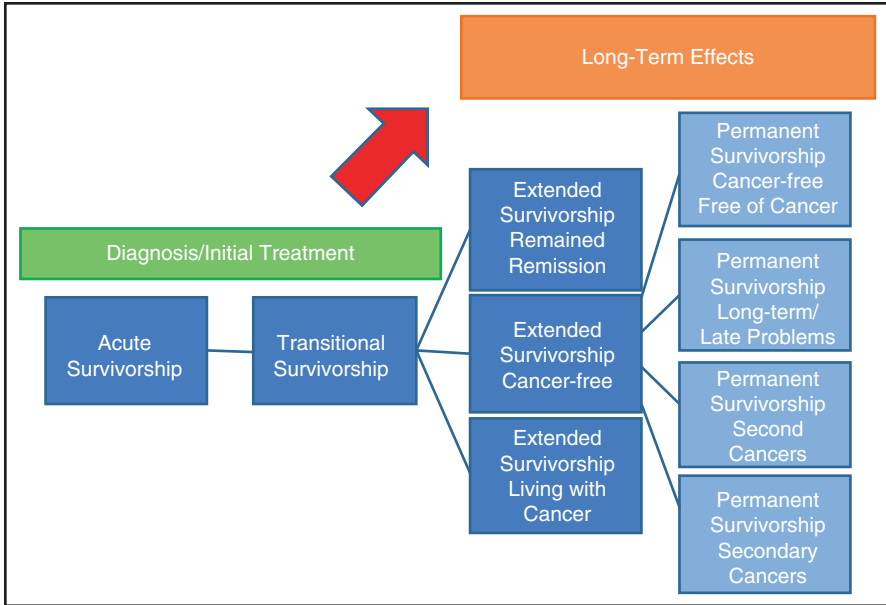 Long-Term Effects
Diagnosis/Initial Treatment
Acute
Survivorship
Transitional
Survivorship
Extended
Survivorship
Remained
Remission
Extended
Survivorship
Cancer-free
Extended
Survivorship
Living with
Cancer
Permanent
Survivorship
Cancer-free
Free of Cancer
Permanent
Survivorship
Long-term/
Late Problems
Permanent
Survivorship
Second
Cancers
Permanent
Survivorship
Secondary
Cancers